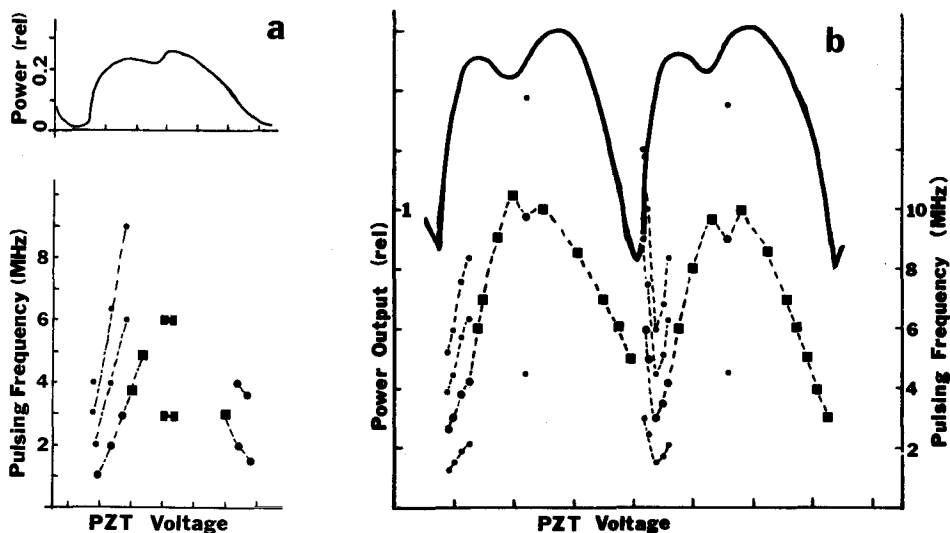 a
Power (rel)
0.2
0
Pulsing Frequency (MHz)
8
6
4
2
PZT Voltage
b
Power Output (rel)
1
10
8
6
4
2
Pulsing Frequency (MHz)
PZT Voltage